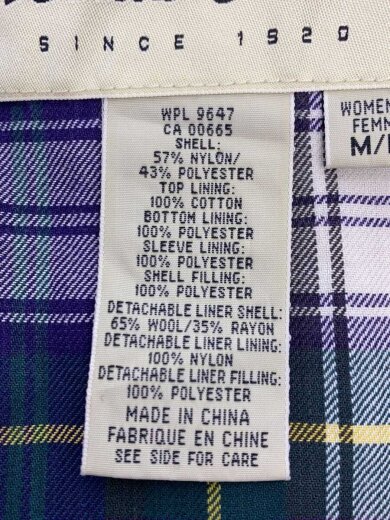 SINCE 1920
WPL 9647
CA 00665
SHELL:
57% NYLON/
43% POLYESTER
TOP LINING:
100% COTTON
BOTTOM LINING:
100% POLYESTER
SLEEVE LINING:
100% POLYESTER
SHELL FILLING:
100% POLYESTER
DETACHABLE LINER SHELL:
65% WOOL/35% RAYON
DETACHABLE LINER LINING:
100% NYLON
DETACHABLE LINER FILLING:
100% POLYESTER
MADE IN CHINA
FABRIQUE EN CHINE
SEE SIDE FOR CARE
WOMEN
FEMM
M/